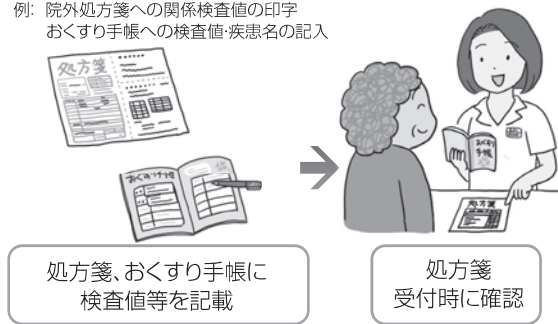 例: 院外処方箋への関係検査値の印字
おくすり手帳への検査値・疾患名の記入
処方箋
おくすり手帳
おくすり
手帳
処方箋
処方箋、おくすり手帳に
検査値等を記載
処方箋
受付時に確認